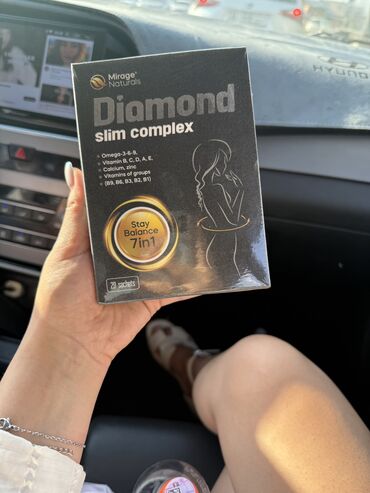 Mirage®
Naturals
Diamond
slim complex
• Omega-3-6-9,
• Vitamin B, C, D, A, E,
• Calcium, zinc
• Vitamins of groups
(B9, B6, B3, B2, B1)
Stay
Balance
7in1
28 sachets
HYUNDAI